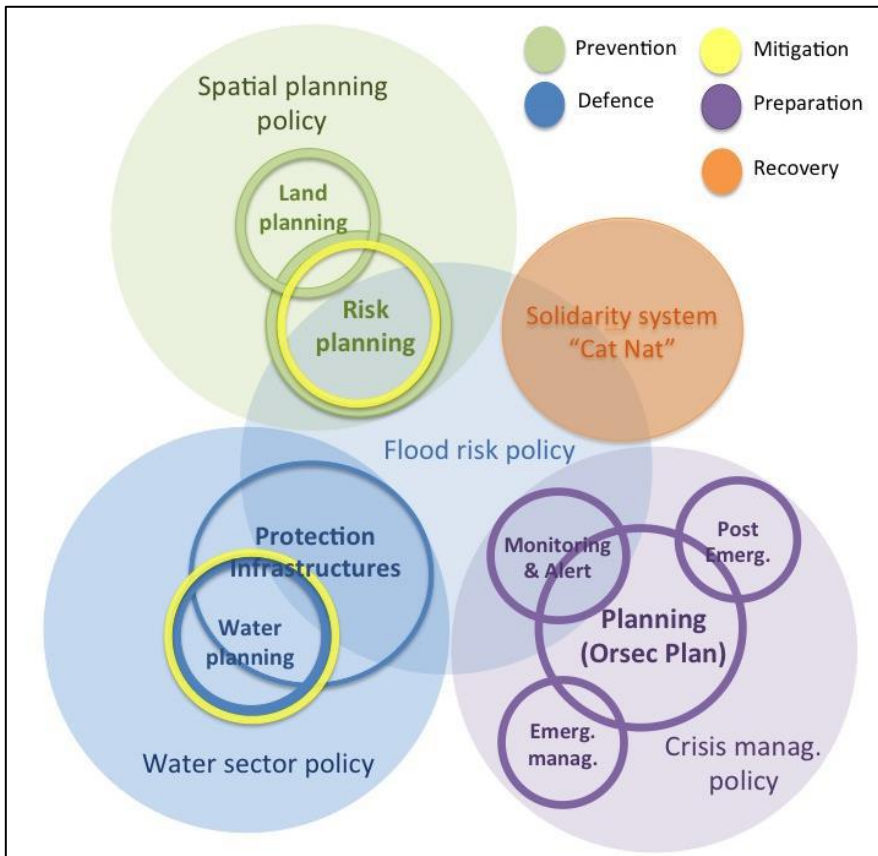 Prevention
Mitigation
Defence
Preparation
Recovery
Spatial planning
policy
Land
planning
Risk
planning
Solidarity system
“Cat Nat”
Flood risk policy
Protection
Infrastructures
Water
planning
Water sector policy
Monitoring
& Alert
Post
Emerg.
Planning
(Orsec Plan)
Emerg.
manag.
Crisis manag.
policy